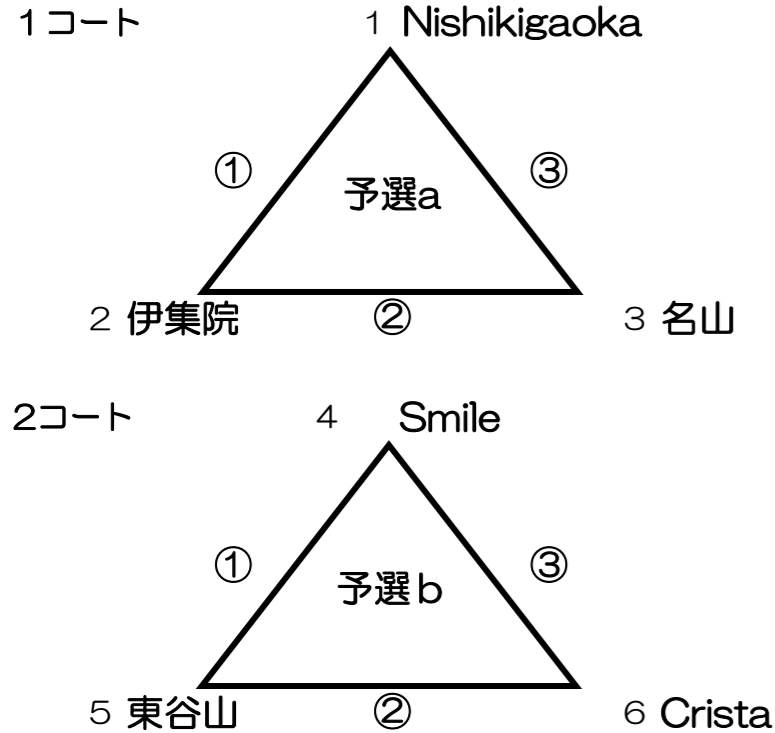 １コート
１ Nishikigaoka
① ③
予選a
２ 伊集院 ② ３ 名山
2コート
４ Smile
① ③
予選ｂ
５ 東谷山 ② ６ Crista